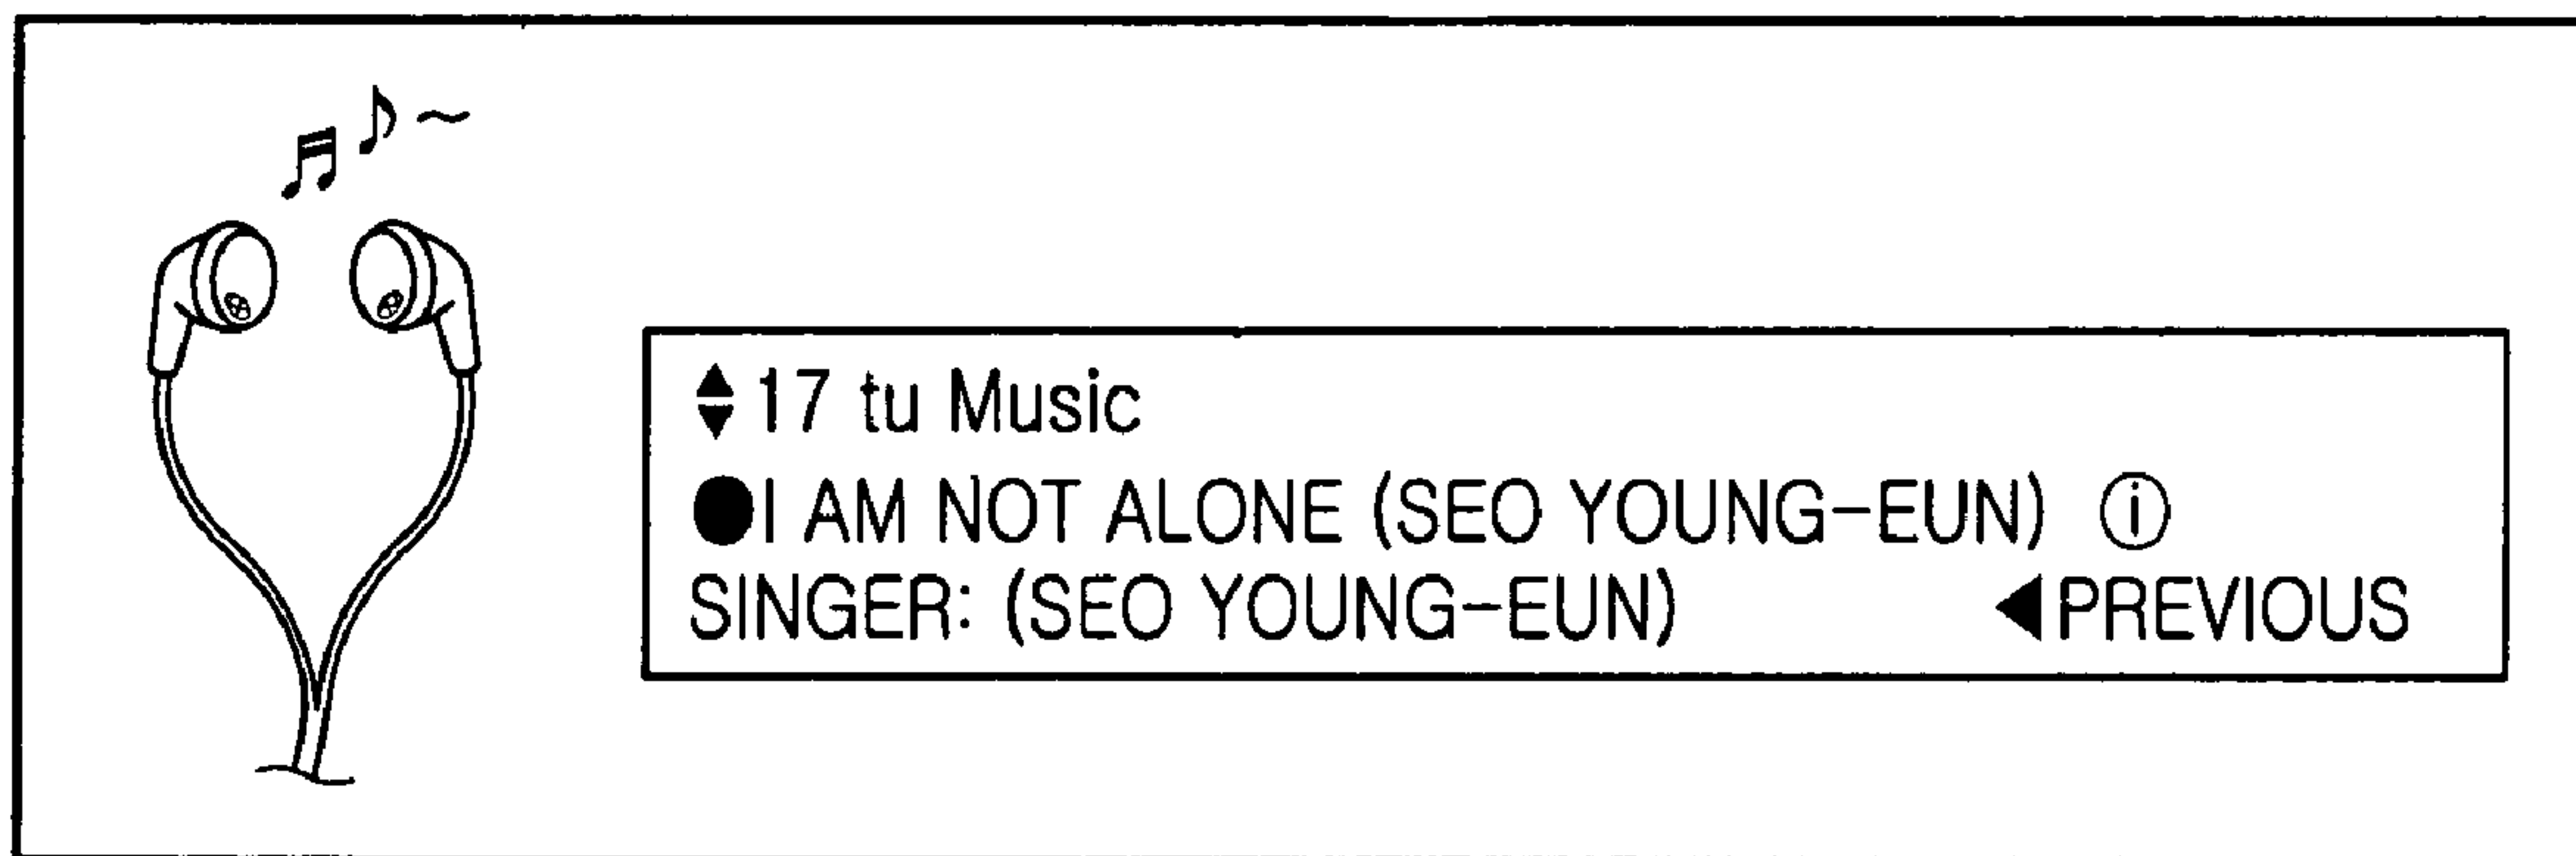 17 tu Music
I AM NOT ALONE (SEO YOUNG-EUN) ⓘ
SINGER: (SEO YOUNG-EUN) ◀PREVIOUS